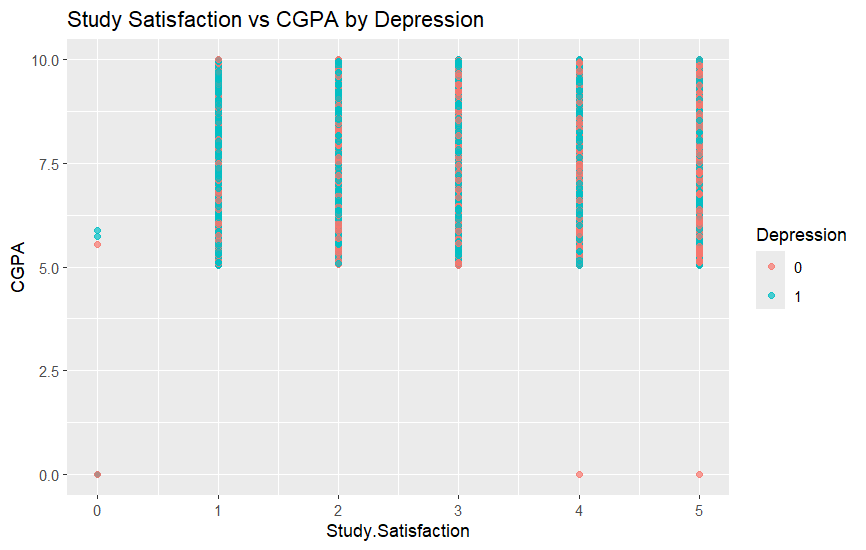 Study Satisfaction vs CGPA by Depression
CGPA
10.0
7.5
5.0
2.5
0.0
0 1 2 3 4 5
Study.Satisfaction
Depression
0
1